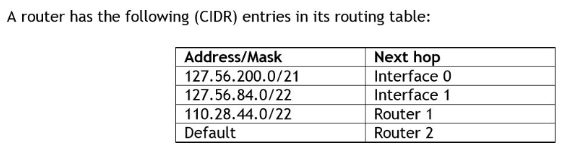 A router has the following (CIDR) entries in its routing table:
Address/Mask Next hop
127.56.200.0/21 Interface 0
127.56.84.0/22 Interface 1
110.28.44.0/22 Router 1
Default Router 2